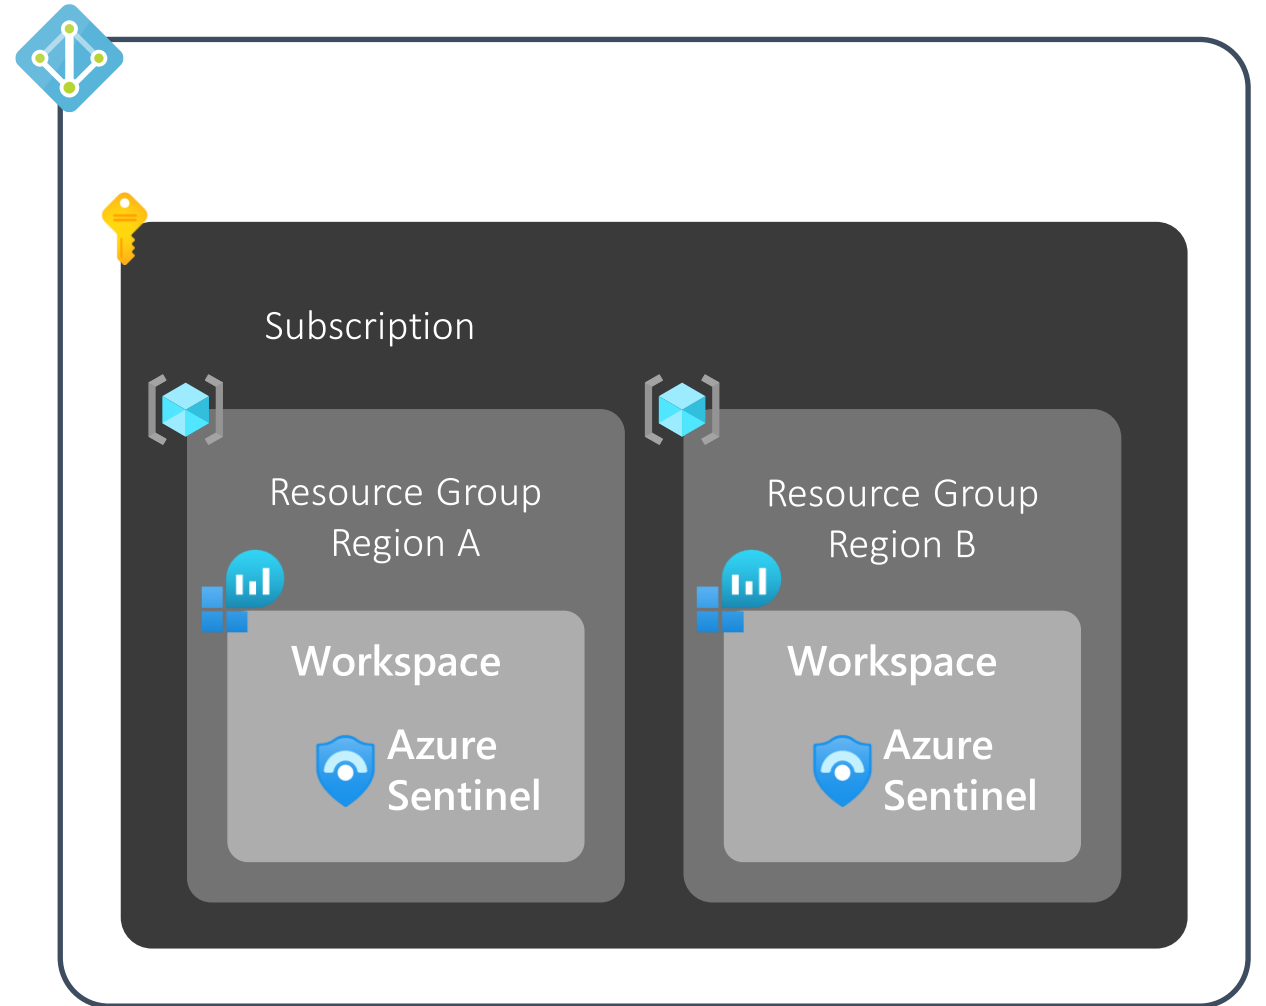 Subscription
Resource Group
Region A
Workspace
Azure
Sentinel
Resource Group
Region B
Workspace
Azure
Sentinel